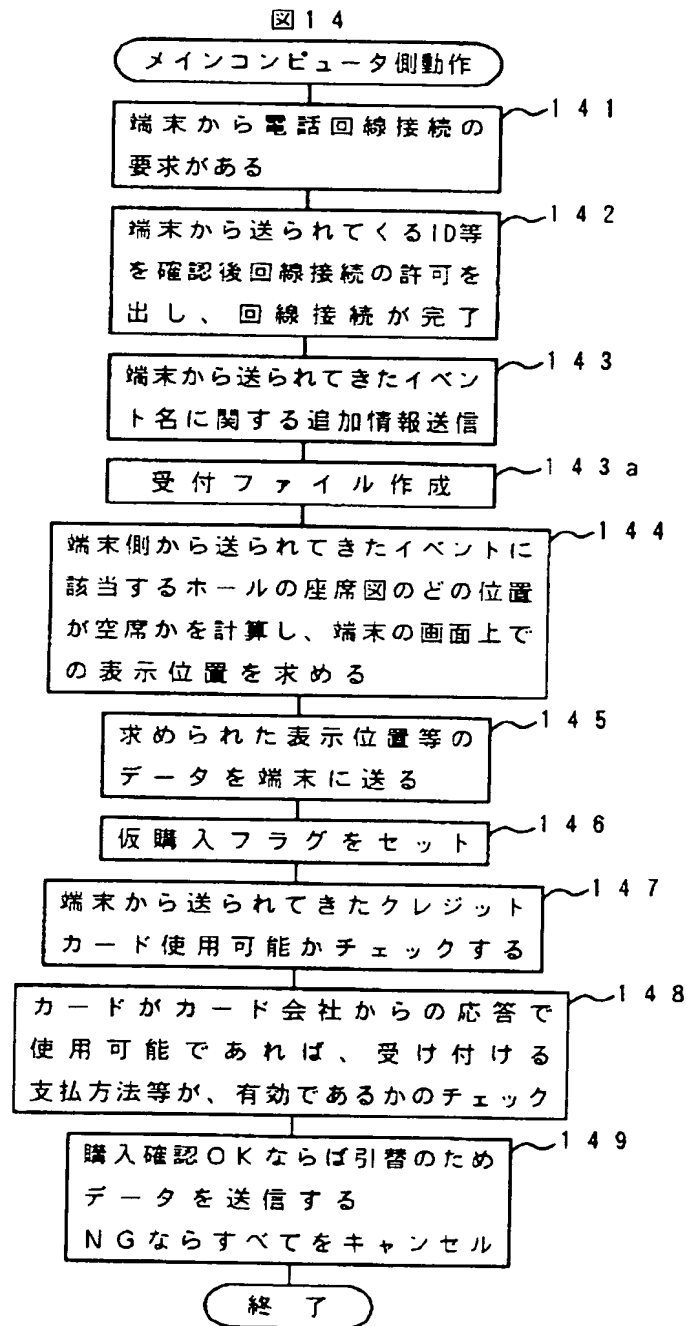 図14
メインコンピュータ側動作
141
端末から電話回線接続の
要求がある
142
端末から送られてくるID等
を確認後回線接続の許可を
出し、回線接続が完了
143
端末から送られてきたイベン
ト名に関する追加情報送信
143a
受付ファイル作成
144
端末側から送られてきたイベントに
該当するホールの座席図のどの位置
が空席かを計算し、端末の画面上で
の表示位置を求める
145
求められた表示位置等の
データを端末に送る
146
仮購入フラグをセット
147
端末から送られてきたクレジット
カード使用可能かチェックする
148
カードがカード会社からの応答で
使用可能であれば、受け付ける
支払方法等が、有効であるかのチェック
149
購入確認OKならば引替のため
データを送信する
NGならすべてをキャンセル
終了